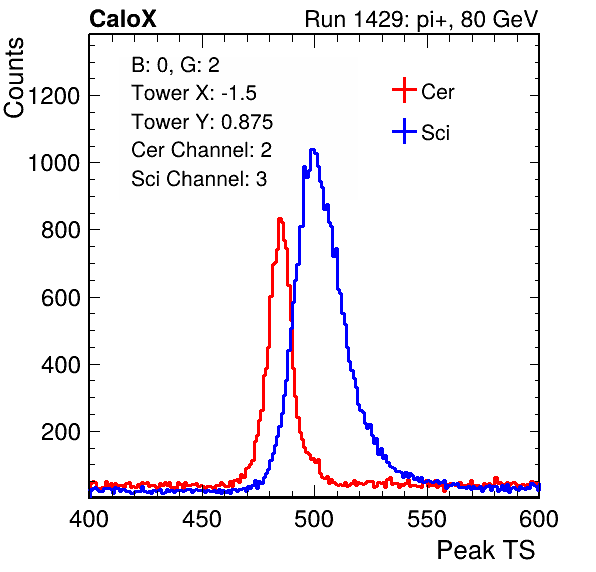 CaloX Run 1429: pi+, 80 GeV
Counts
B: 0, G: 2
Tower X: -1.5
Tower Y: 0.875
Cer Channel: 2
Sci Channel: 3
Cer
Sci
1200
1000
800
600
400
200
400 450 500 550 600
Peak TS